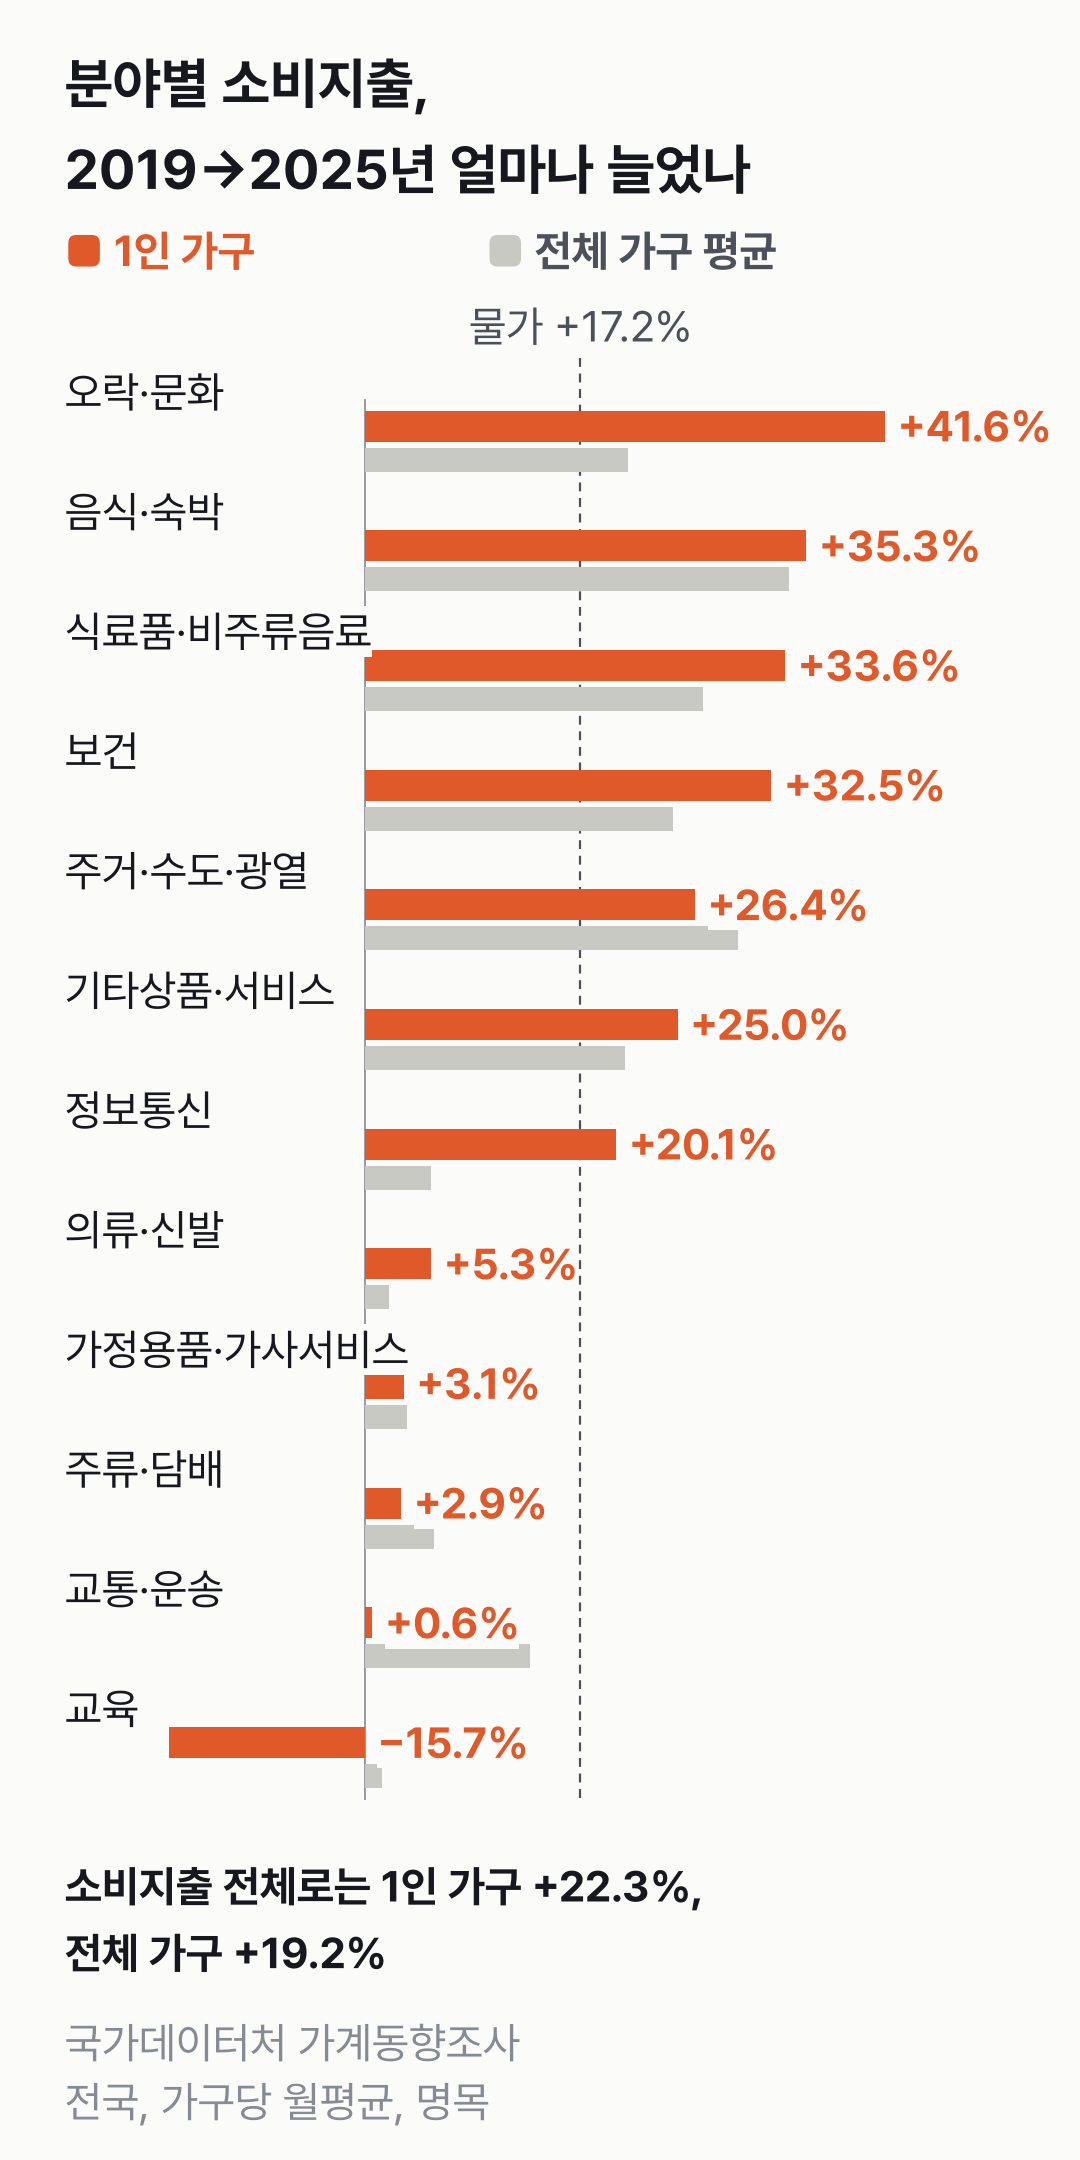 분야별 소비지출,
2019→2025년 얼마나 늘었나
1인 가구 전체 가구 평균
물가 +17.2%
오락·문화
+41.6%
음식·숙박
+35.3%
식료품·비주류음료
+33.6%
보건
+32.5%
주거·수도·광열
+26.4%
기타상품·서비스
+25.0%
정보통신
+20.1%
의류·신발
+5.3%
가정용품·가사서비스
+3.1%
주류·담배
+2.9%
교통·운송
+0.6%
교육
−15.7%
소비지출 전체로는 1인 가구 +22.3%,
전체 가구 +19.2%
국가데이터처 가계동향조사
전국, 가구당 월평균, 명목